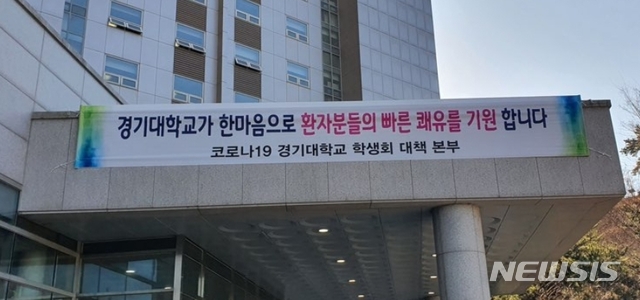 경기대학교가 한마음으로 환자분들의 빠른 쾌유를 기원 합니다
코로나19 경기대학교 학생회 대책 본부
NEWSIS